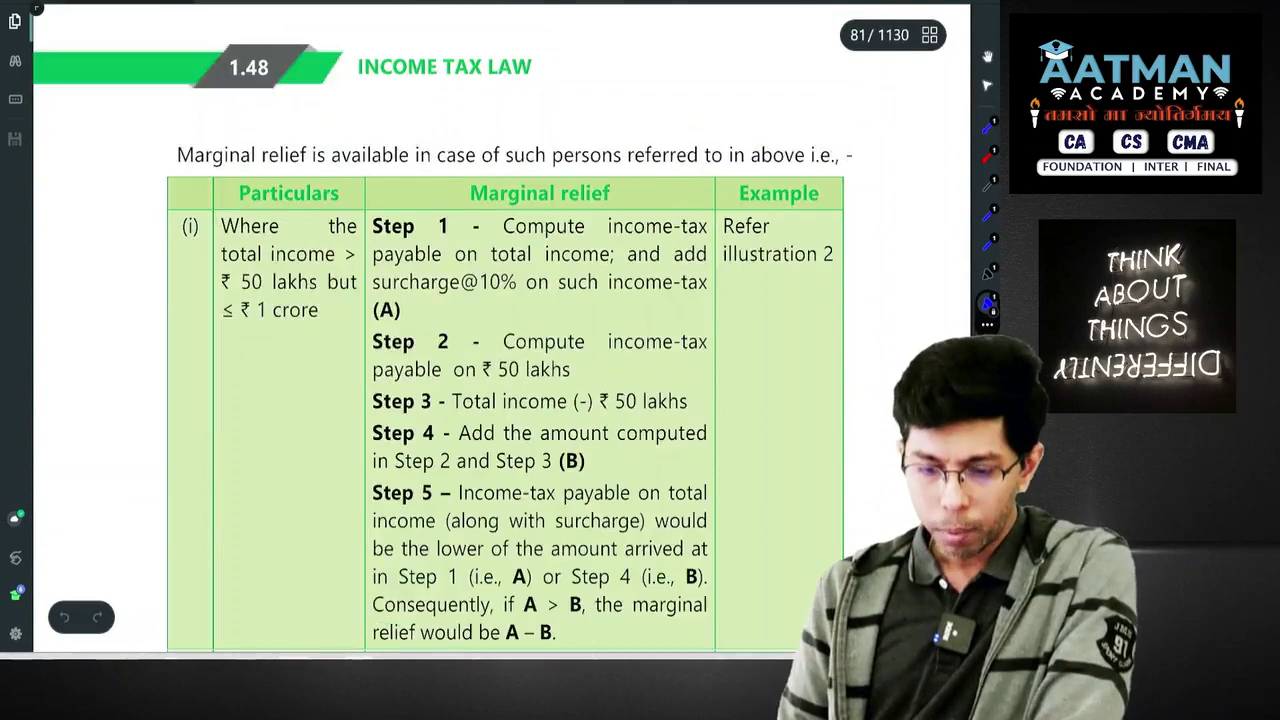 81 / 1130
1.48
INCOME TAX LAW
Marginal relief is available in case of such persons referred to in above i.e., -
Particulars
Marginal relief
Example
(i)
Where the
total income >
₹ 50 lakhs but
≤ ₹ 1 crore
Step 1 - Compute income-tax
payable on total income; and add
surcharge@10% on such income-tax
(A)
Step 2 - Compute income-tax
payable on ₹ 50 lakhs
Step 3 - Total income (-) ₹ 50 lakhs
Step 4 - Add the amount computed
in Step 2 and Step 3 (B)
Step 5 – Income-tax payable on total
income (along with surcharge) would
be the lower of the amount arrived at
in Step 1 (i.e., A) or Step 4 (i.e., B).
Consequently, if A > B, the marginal
relief would be A – B.
Refer
illustration 2
AATMAN
ACADEMY
तमसो मा ज्योतिर्गमय
CA CS CMA
FOUNDATION | INTER | FINAL
THINK
ABOUT
THINGS
DIFFERENTLY
91